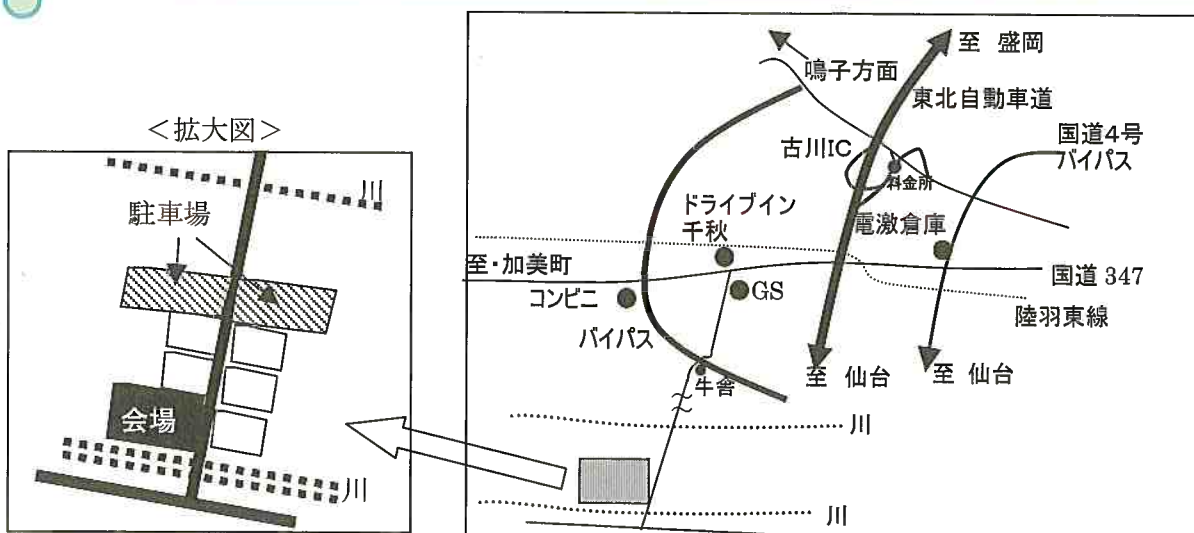 ＜拡大図＞
川
駐車場
会場
川
至 盛岡
鳴子方面
東北自動車道
国道4号
バイパス
古川IC
料金所
ドライブイン
千秋
電激倉庫
至・加美町
国道 347
コンビニ
GS
陸羽東線
バイパス
至 仙台
至 仙台
牛舎
川
川